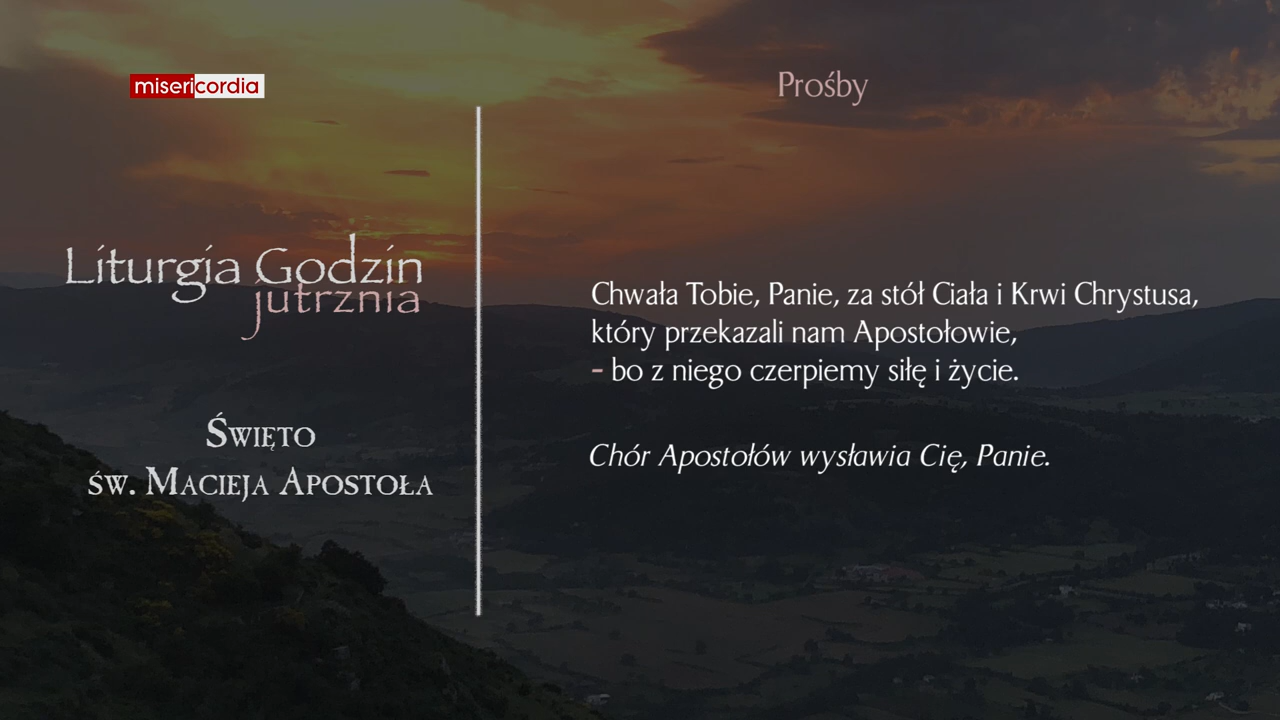 misericordia
Liturgia Godzin
jutrznia
Święto
św. Macieja Apostoła
Prośby
Chwała Tobie, Panie, za stół Ciała i Krwi Chrystusa,
który przekazali nam Apostołowie,
- bo z niego czerpiemy siłę i życie.
Chór Apostołów wysławia Cię, Panie.